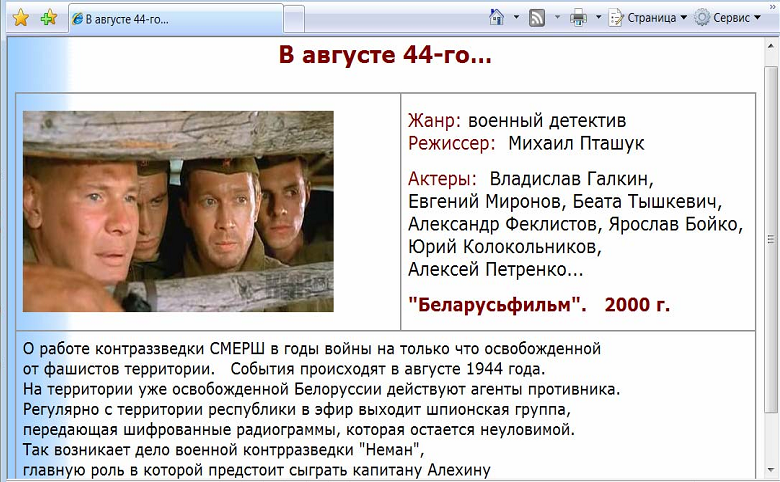 В августе 44-го...
Страница
Сервис
В августе 44-го...
Жанр: военный детектив
Режиссер: Михаил Пташук
Актеры: Владислав Галкин,
Евгений Миронов, Беата Тышкевич,
Александр Феклистов, Ярослав Бойко,
Юрий Колокольников,
Алексей Петренко...
"Беларусьфильм". 2000 г.
О работе контраззведки СМЕРШ в годы войны на только что освобожденной
от фашистов территории. События происходят в августе 1944 года.
На территории уже освобожденной Белоруссии действуют агенты противника.
Регулярно с территории республики в эфир выходит шпионская группа,
передающая шифрованные радиограммы, которая остается неуловимой.
Так возникает дело военной контрразведки "Неман",
главную роль в которой предстоит сыграть капитану Алехину